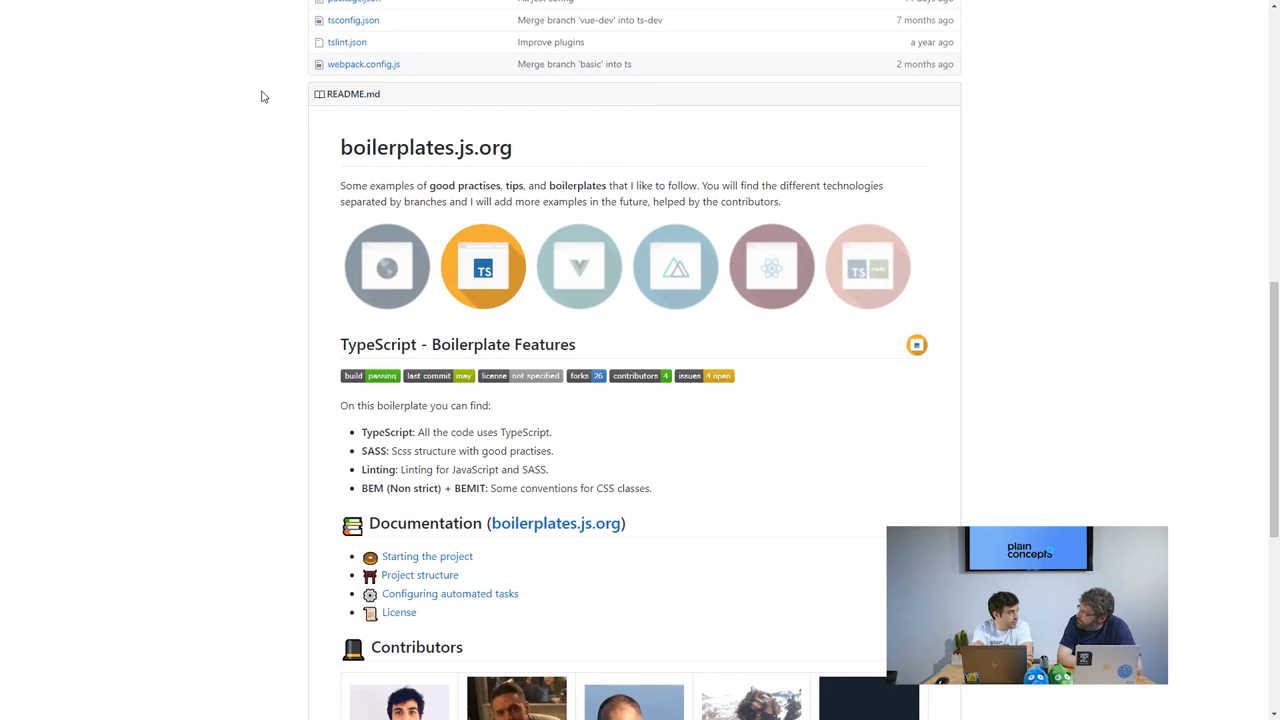 package.json
tsconfig.json Merge branch 'vue-dev' into ts-dev 7 months ago
tslint.json Improve plugins a year ago
webpack.config.js Merge branch 'basic' into ts 2 months ago
README.md
boilerplates.js.org
Some examples of good practises, tips, and boilerplates that I like to follow. You will find the different technologies
separated by branches and I will add more examples in the future, helped by the contributors.
TS
TS node
TypeScript - Boilerplate Features
build passing last commit may license not specified forks 26 contributors 4 issues 4 open
On this boilerplate you can find:
TypeScript: All the code uses TypeScript.
SASS: Scss structure with good practises.
Linting: Linting for JavaScript and SASS.
BEM (Non strict) + BEMIT: Some conventions for CSS classes.
Documentation (boilerplates.js.org)
Starting the project
Project structure
Configuring automated tasks
License
Contributors
plain
concepts
plain